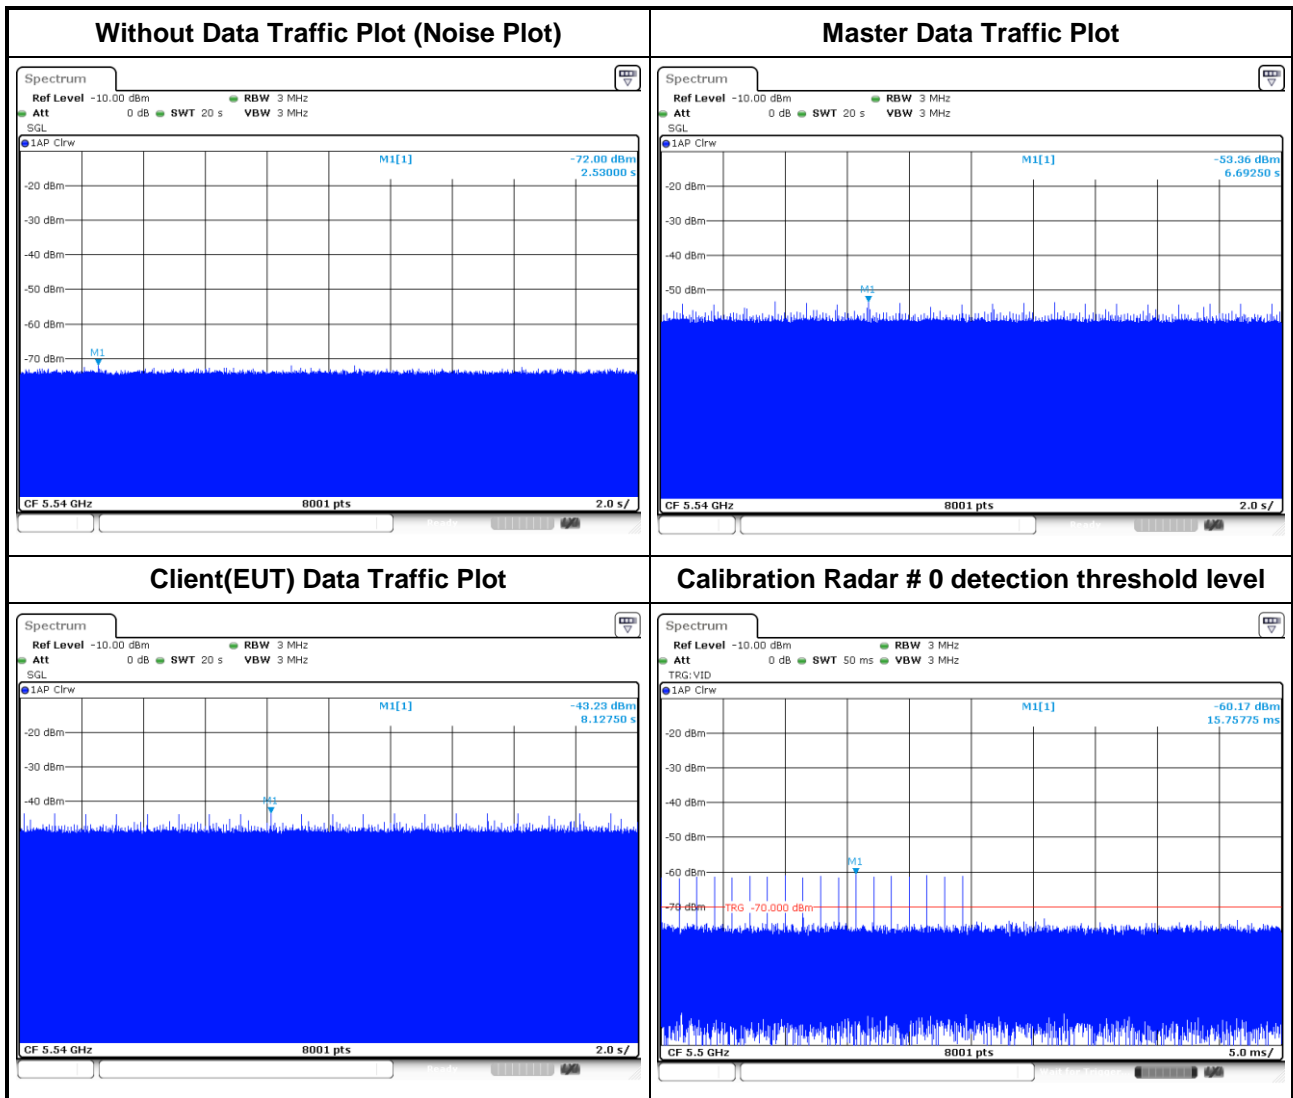 Without Data Traffic Plot (Noise Plot)
Spectrum
Ref Level -10.00 dBm RBW 3 MHz
Att 0 dB SWT 20 s VBW 3 MHz
SGL
1AP Clrw
M1[1] -72.00 dBm
2.53000 s
-20 dBm
-30 dBm
-40 dBm
-50 dBm
-60 dBm
-70 dBm
M1
CF 5.54 GHz 8001 pts 2.0 s/
Ready
Master Data Traffic Plot
Spectrum
Ref Level -10.00 dBm RBW 3 MHz
Att 0 dB SWT 20 s VBW 3 MHz
SGL
1AP Clrw
M1[1] -53.36 dBm
6.69250 s
-20 dBm
-30 dBm
-40 dBm
-50 dBm
M1
CF 5.54 GHz 8001 pts 2.0 s/
Ready
Client(EUT) Data Traffic Plot
Spectrum
Ref Level -10.00 dBm RBW 3 MHz
Att 0 dB SWT 20 s VBW 3 MHz
SGL
1AP Clrw
M1[1] -43.23 dBm
8.12750 s
-20 dBm
-30 dBm
-40 dBm
M1
CF 5.54 GHz 8001 pts 2.0 s/
Ready
Calibration Radar # 0 detection threshold level
Spectrum
Ref Level -10.00 dBm RBW 3 MHz
Att 0 dB SWT 50 ms VBW 3 MHz
TRG:VID
1AP Clrw
M1[1] -60.17 dBm
15.75775 ms
-20 dBm
-30 dBm
-40 dBm
-50 dBm
M1
-60 dBm
-70 dBm TRG -70.000 dBm
CF 5.5 GHz 8001 pts 5.0 ms/
Wait for Trigger